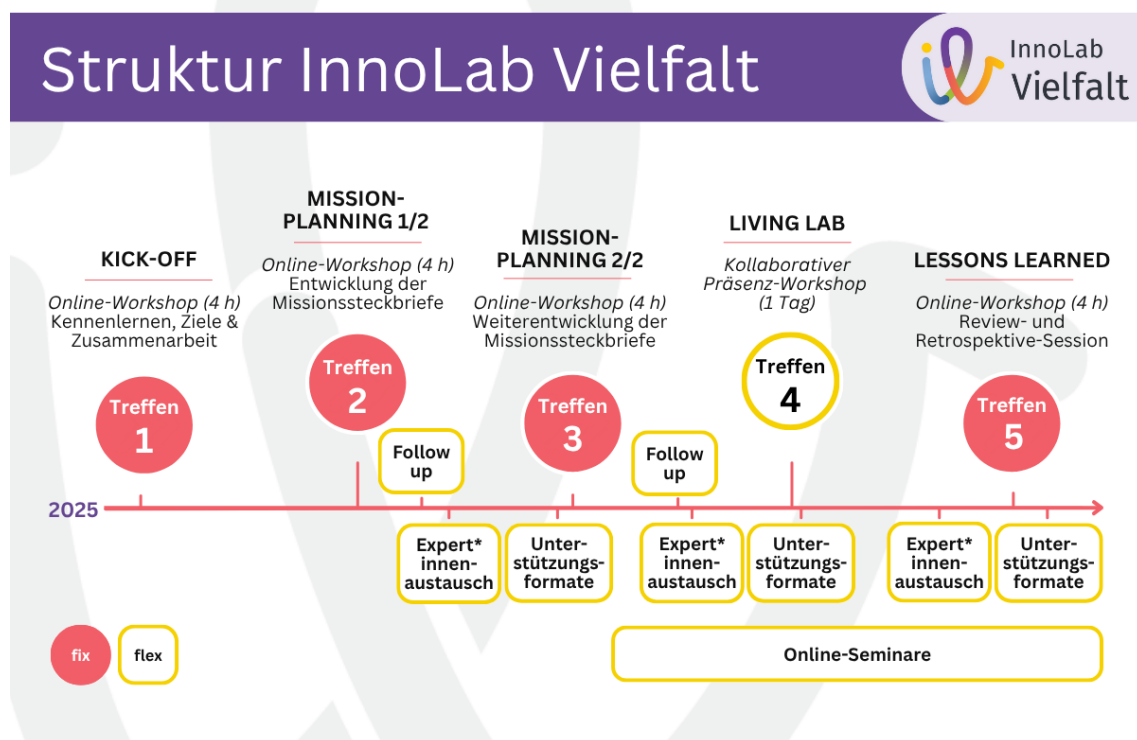 Struktur InnoLab Vielfalt
InnoLab
Vielfalt
KICK-OFF
Online-Workshop (4 h)
Kennenlernen, Ziele &
Zusammenarbeit
Treffen
1
MISSION-
PLANNING 1/2
Online-Workshop (4 h)
Entwicklung der
Missionssteckbriefe
Treffen
2
MISSION-
PLANNING 2/2
Online-Workshop (4 h)
Weiterentwicklung der
Missionssteckbriefe
Treffen
3
LIVING LAB
Kollaborativer
Präsenz-Workshop
(1 Tag)
Treffen
4
LESSONS LEARNED
Online-Workshop (4 h)
Review- und
Retrospektive-Session
Treffen
5
Follow
up
Follow
up
2025
Expert*
innen-
austausch
Unter-
stützungs-
formate
Expert*
innen-
austausch
Unter-
stützungs-
formate
Expert*
innen-
austausch
Unter-
stützungs-
formate
fix
flex
Online-Seminare